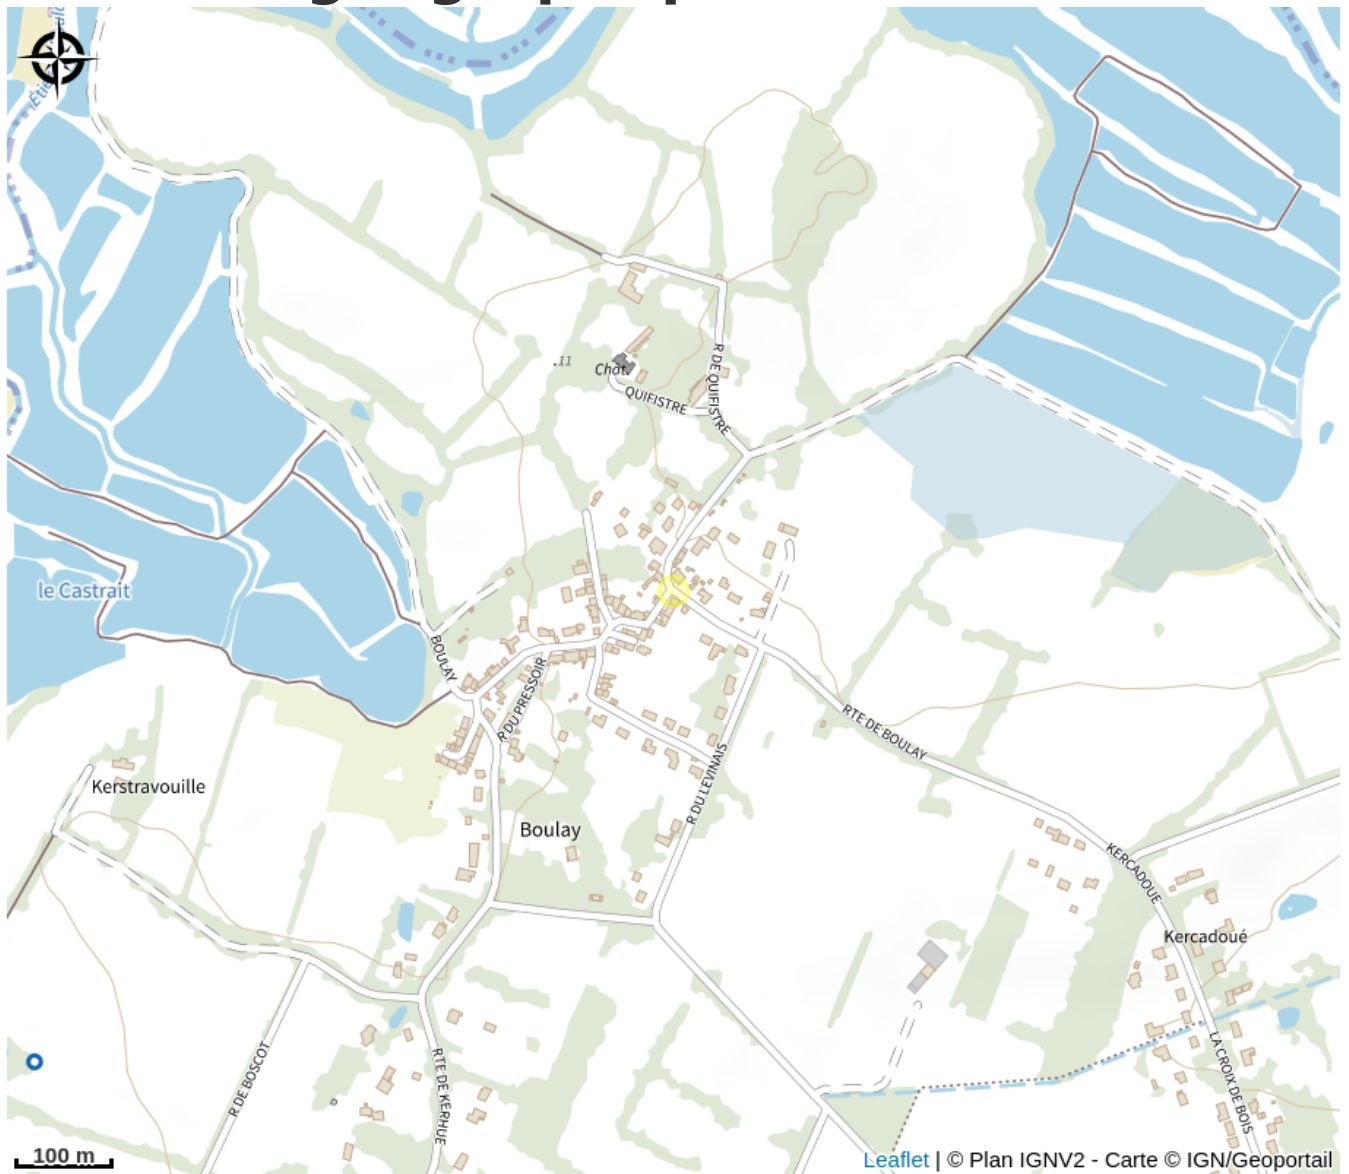 .11
Chat.
QUIFISTRE
R DE QUIFISTRE
le Castrait
BOULAY
R DU PRESSOIR
RTE DE BOULAY
R DU LEVINAIS
Kerstravouille
Boulay
KERCADOUE
Kercadoué
R DE BOSCOT
RTE DE KERHUE
LA CROIX DE BOIS
100 m
Leaflet | © Plan IGNV2 - Carte © IGN/Geoportail